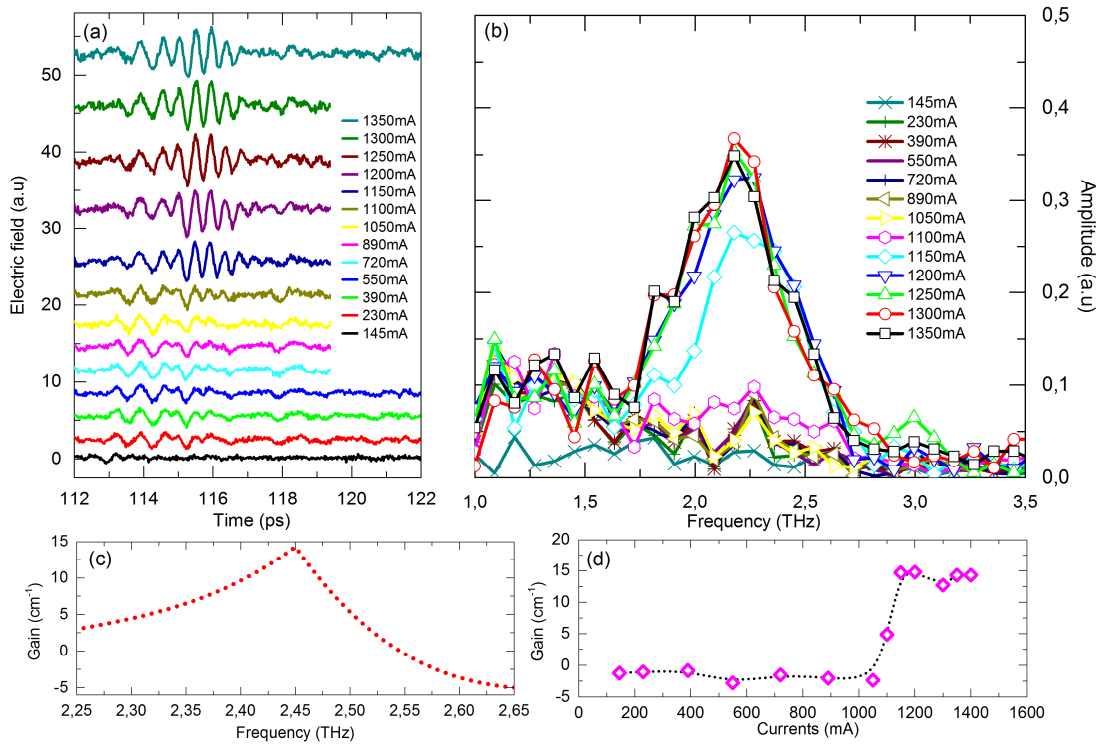 (a)
Electric field (a.u)
50
40
30
20
10
0
1350mA
1300mA
1250mA
1200mA
1150mA
1100mA
1050mA
890mA
720mA
550mA
390mA
230mA
145mA
112 114 116 118 120 122
Time (ps)
(b)
0,5
0,4
0,3
0,2
0,1
0,0
Amplitude (a.u)
145mA
230mA
390mA
550mA
720mA
890mA
1050mA
1100mA
1150mA
1200mA
1250mA
1300mA
1350mA
1,0 1,5 2,0 2,5 3,0 3,5
Frequency (THz)
(c)
Gain (cm⁻¹)
15
10
5
0
-5
2,25 2,30 2,35 2,40 2,45 2,50 2,55 2,60 2,65
Frequency (THz)
(d)
Gain (cm⁻¹)
20
15
10
5
0
-5
0 200 400 600 800 1000 1200 1400 1600
Currents (mA)